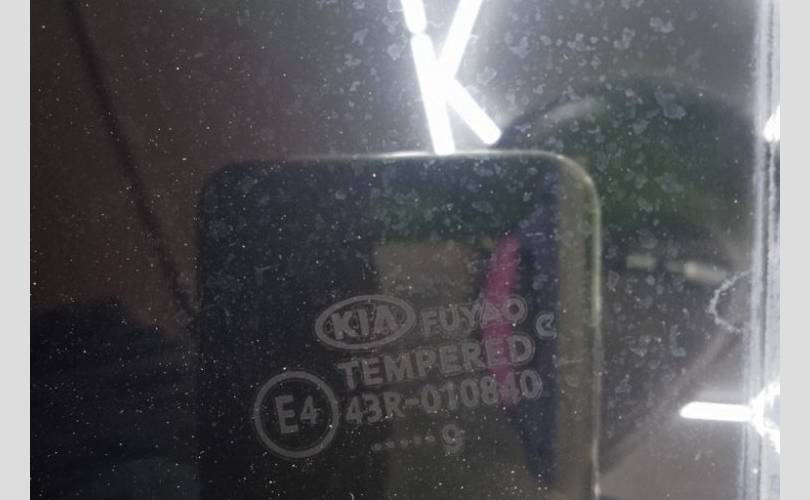 KIA FUYAO G
TEMPERED
E4 43R-010840
......9